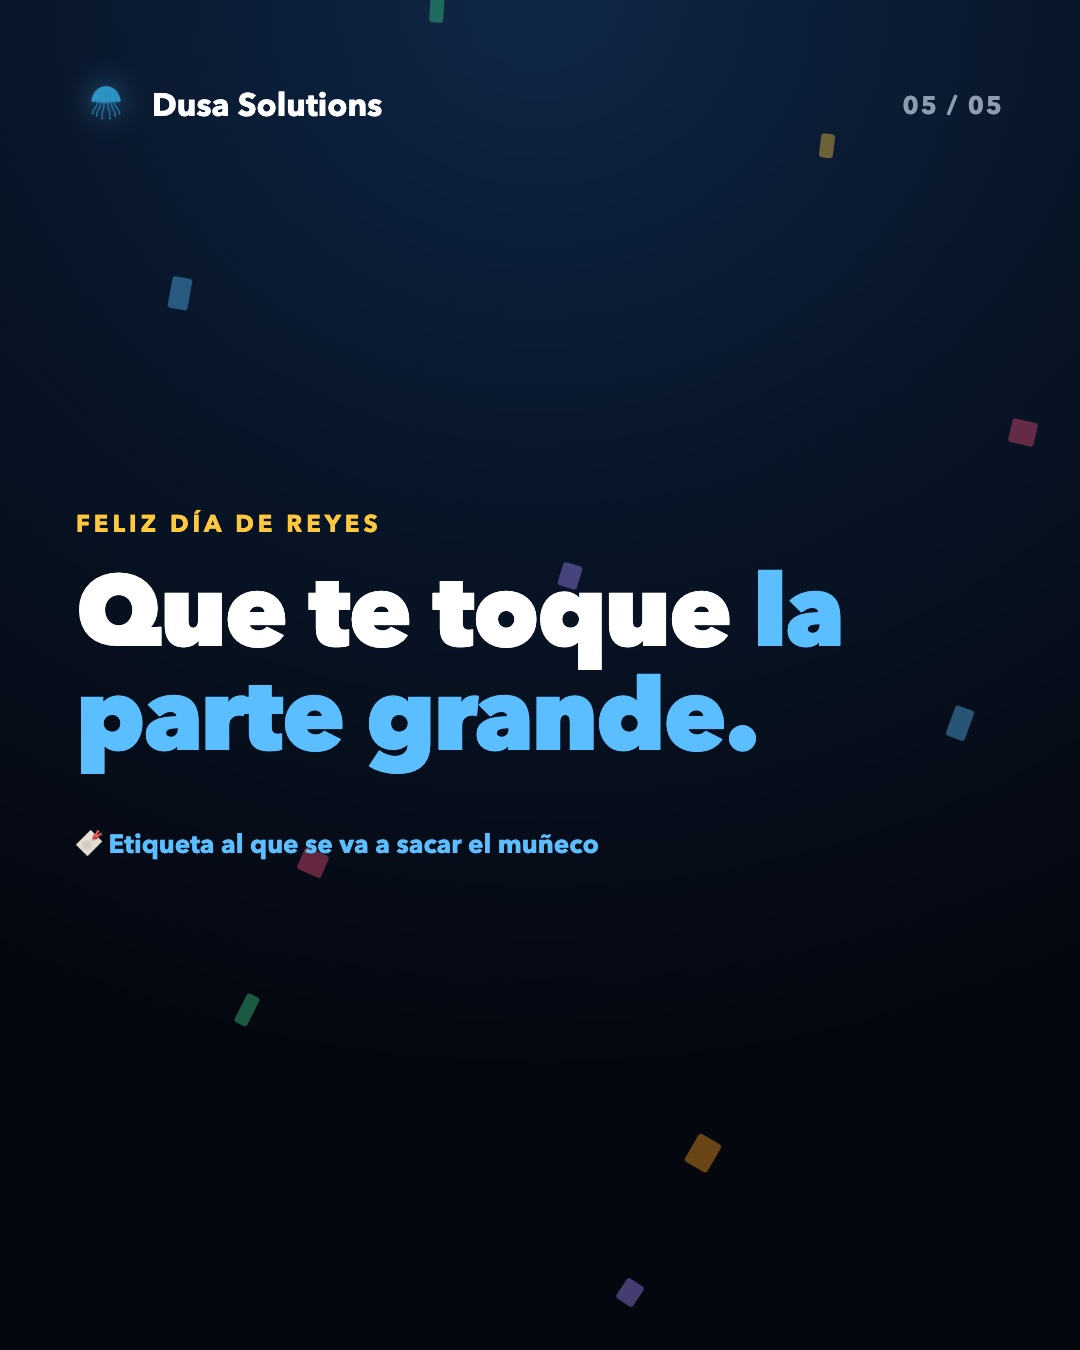 Dusa Solutions
05 / 05
FELIZ DÍA DE REYES
Que te toque la
parte grande.
Etiqueta al que se va a sacar el muñeco